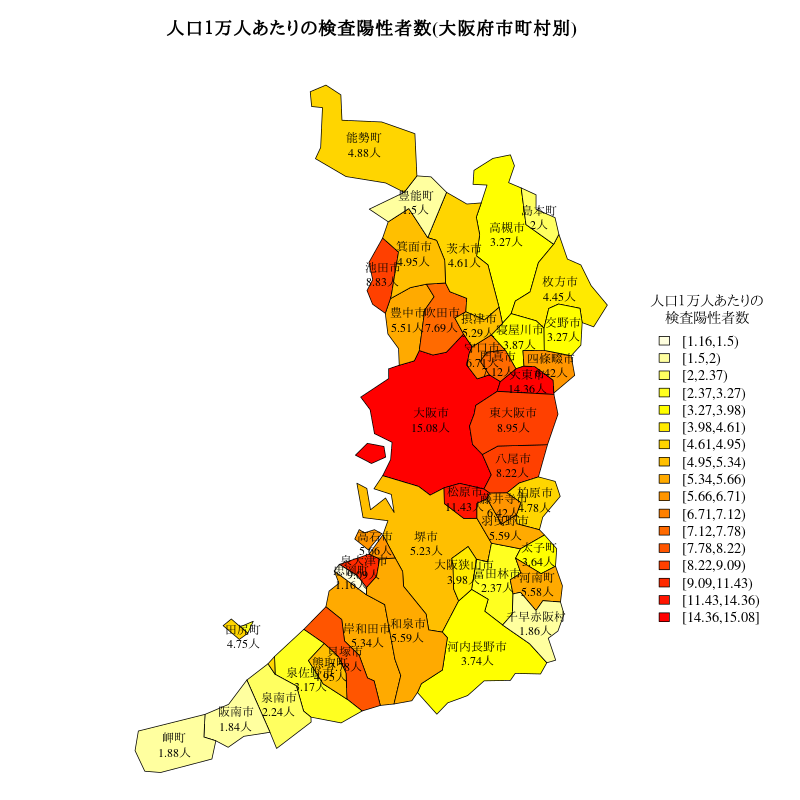 人口1万人あたりの検査陽性者数(大阪府市町村別)
能勢町
4.88人
豊能町
1.5人
島本町
2人
高槻市
3.27人
箕面市
4.95人
茨木市
4.61人
池田市
8.83人
枚方市
4.45人
豊中市
5.51人
吹田市
7.69人
摂津市
5.29人
寝屋川市
3.87人
交野市
3.27人
守口市
6.71人
門真市
7.12人
四條畷市
大東市
14.36人
大阪市
15.08人
東大阪市
8.95人
八尾市
8.22人
松原市
11.43人
藤井寺市
6.42人
柏原市
4.78人
羽曳野市
5.59人
高石市
5.66人
堺市
5.23人
泉大津市
9.09人
1.16人
大阪狭山市
3.98人
富田林市
2.37人
太子町
3.64人
河南町
5.58人
千早赤阪村
1.86人
田尻町
4.75人
岸和田市
5.34人
和泉市
5.59人
河内長野市
3.74人
貝塚市
7.78人
熊取町
4.95人
泉佐野市
3.17人
泉南市
2.24人
阪南市
1.84人
岬町
1.88人
人口1万人あたりの
検査陽性者数
[1.16,1.5)
[1.5,2)
[2,2.37)
[2.37,3.27)
[3.27,3.98)
[3.98,4.61)
[4.61,4.95)
[4.95,5.34)
[5.34,5.66)
[5.66,6.71)
[6.71,7.12)
[7.12,7.78)
[7.78,8.22)
[8.22,9.09)
[9.09,11.43)
[11.43,14.36)
[14.36,15.08]